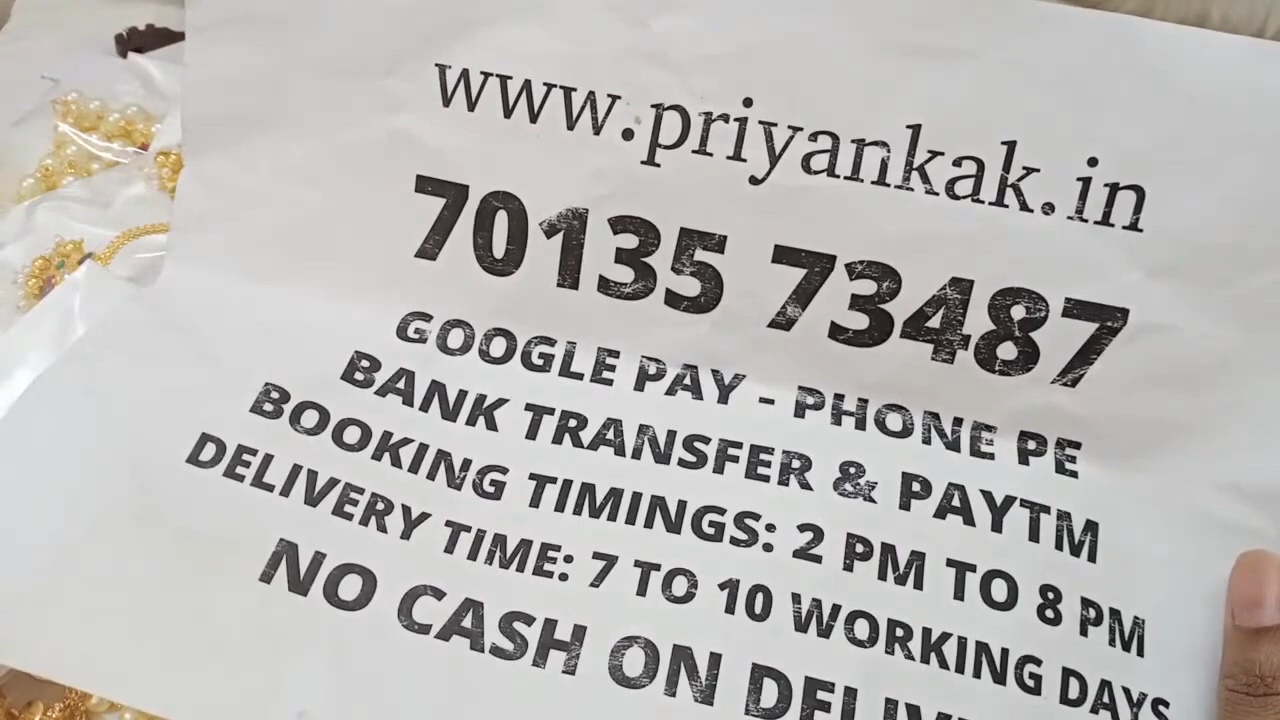 www.priyankak.in
70135 73487
GOOGLE PAY - PHONE PE
BANK TRANSFER & PAYTM
BOOKING TIMINGS: 2 PM TO 8 PM
DELIVERY TIME: 7 TO 10 WORKING DAYS
NO CASH ON